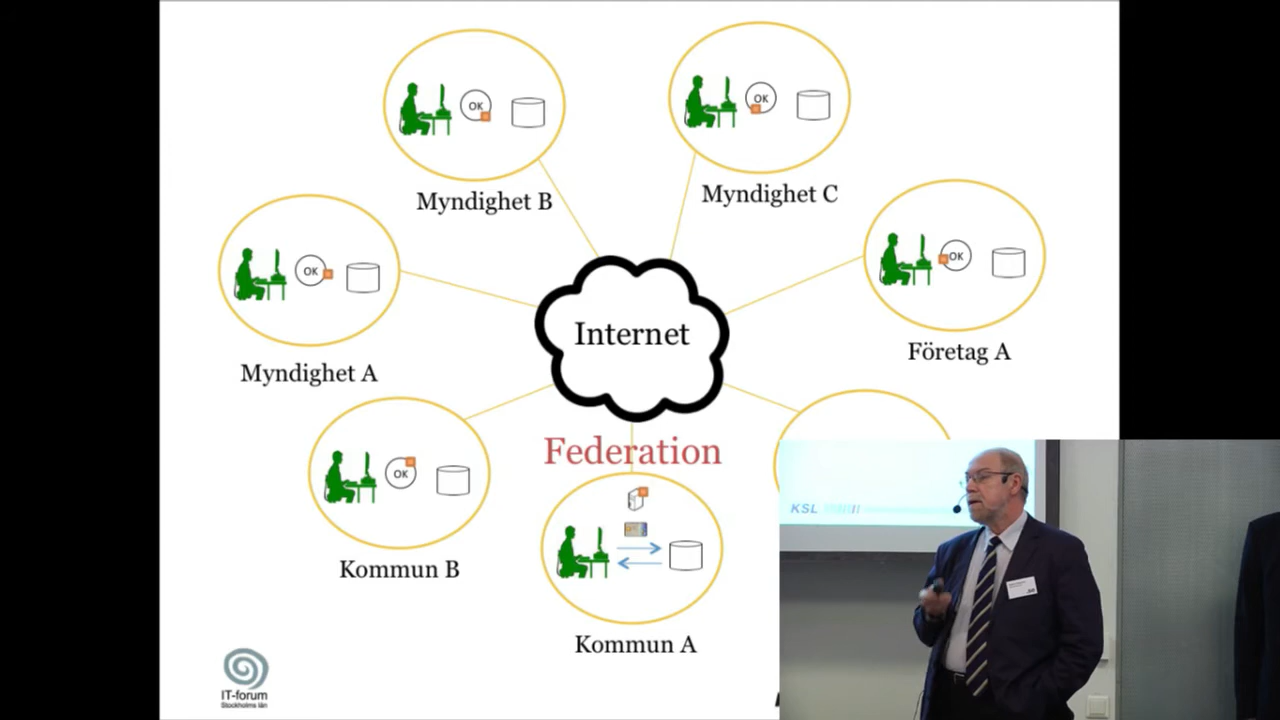 OK
OK
Myndighet B
Myndighet C
OK
OK
Internet
Företag A
Myndighet A
Federation
OK
KSL
Kommun B
Kommun A
IT-forum
Stockholms län